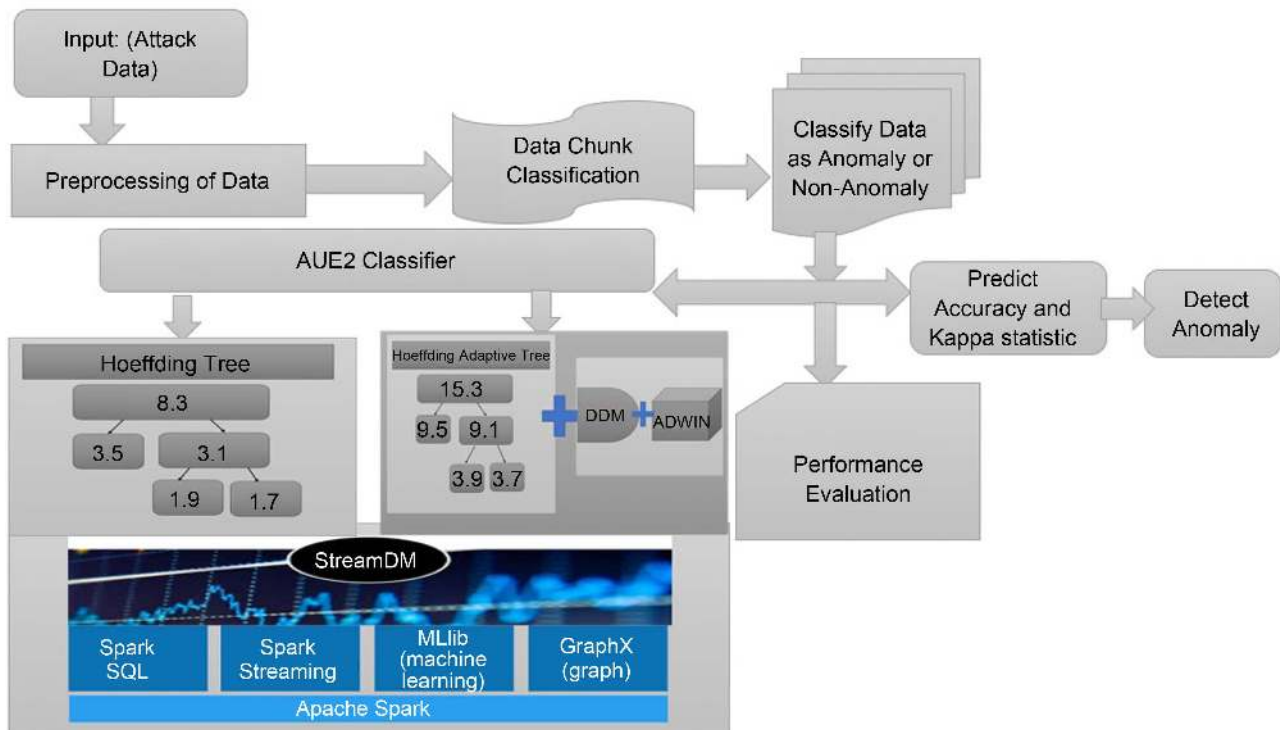 Input: (Attack
Data)
Preprocessing of Data
Data Chunk
Classification
Classify Data
as Anomaly or
Non-Anomaly
AUE2 Classifier
Predict
Accuracy and
Kappa statistic
Detect
Anomaly
Hoeffding Tree
8.3
3.5
3.1
1.9
1.7
Hoeffding Adaptive Tree
15.3
9.5
9.1
3.9
3.7
DDM
ADWIN
Performance
Evaluation
StreamDM
Spark
SQL
Spark
Streaming
MLlib
(machine
learning)
GraphX
(graph)
Apache Spark